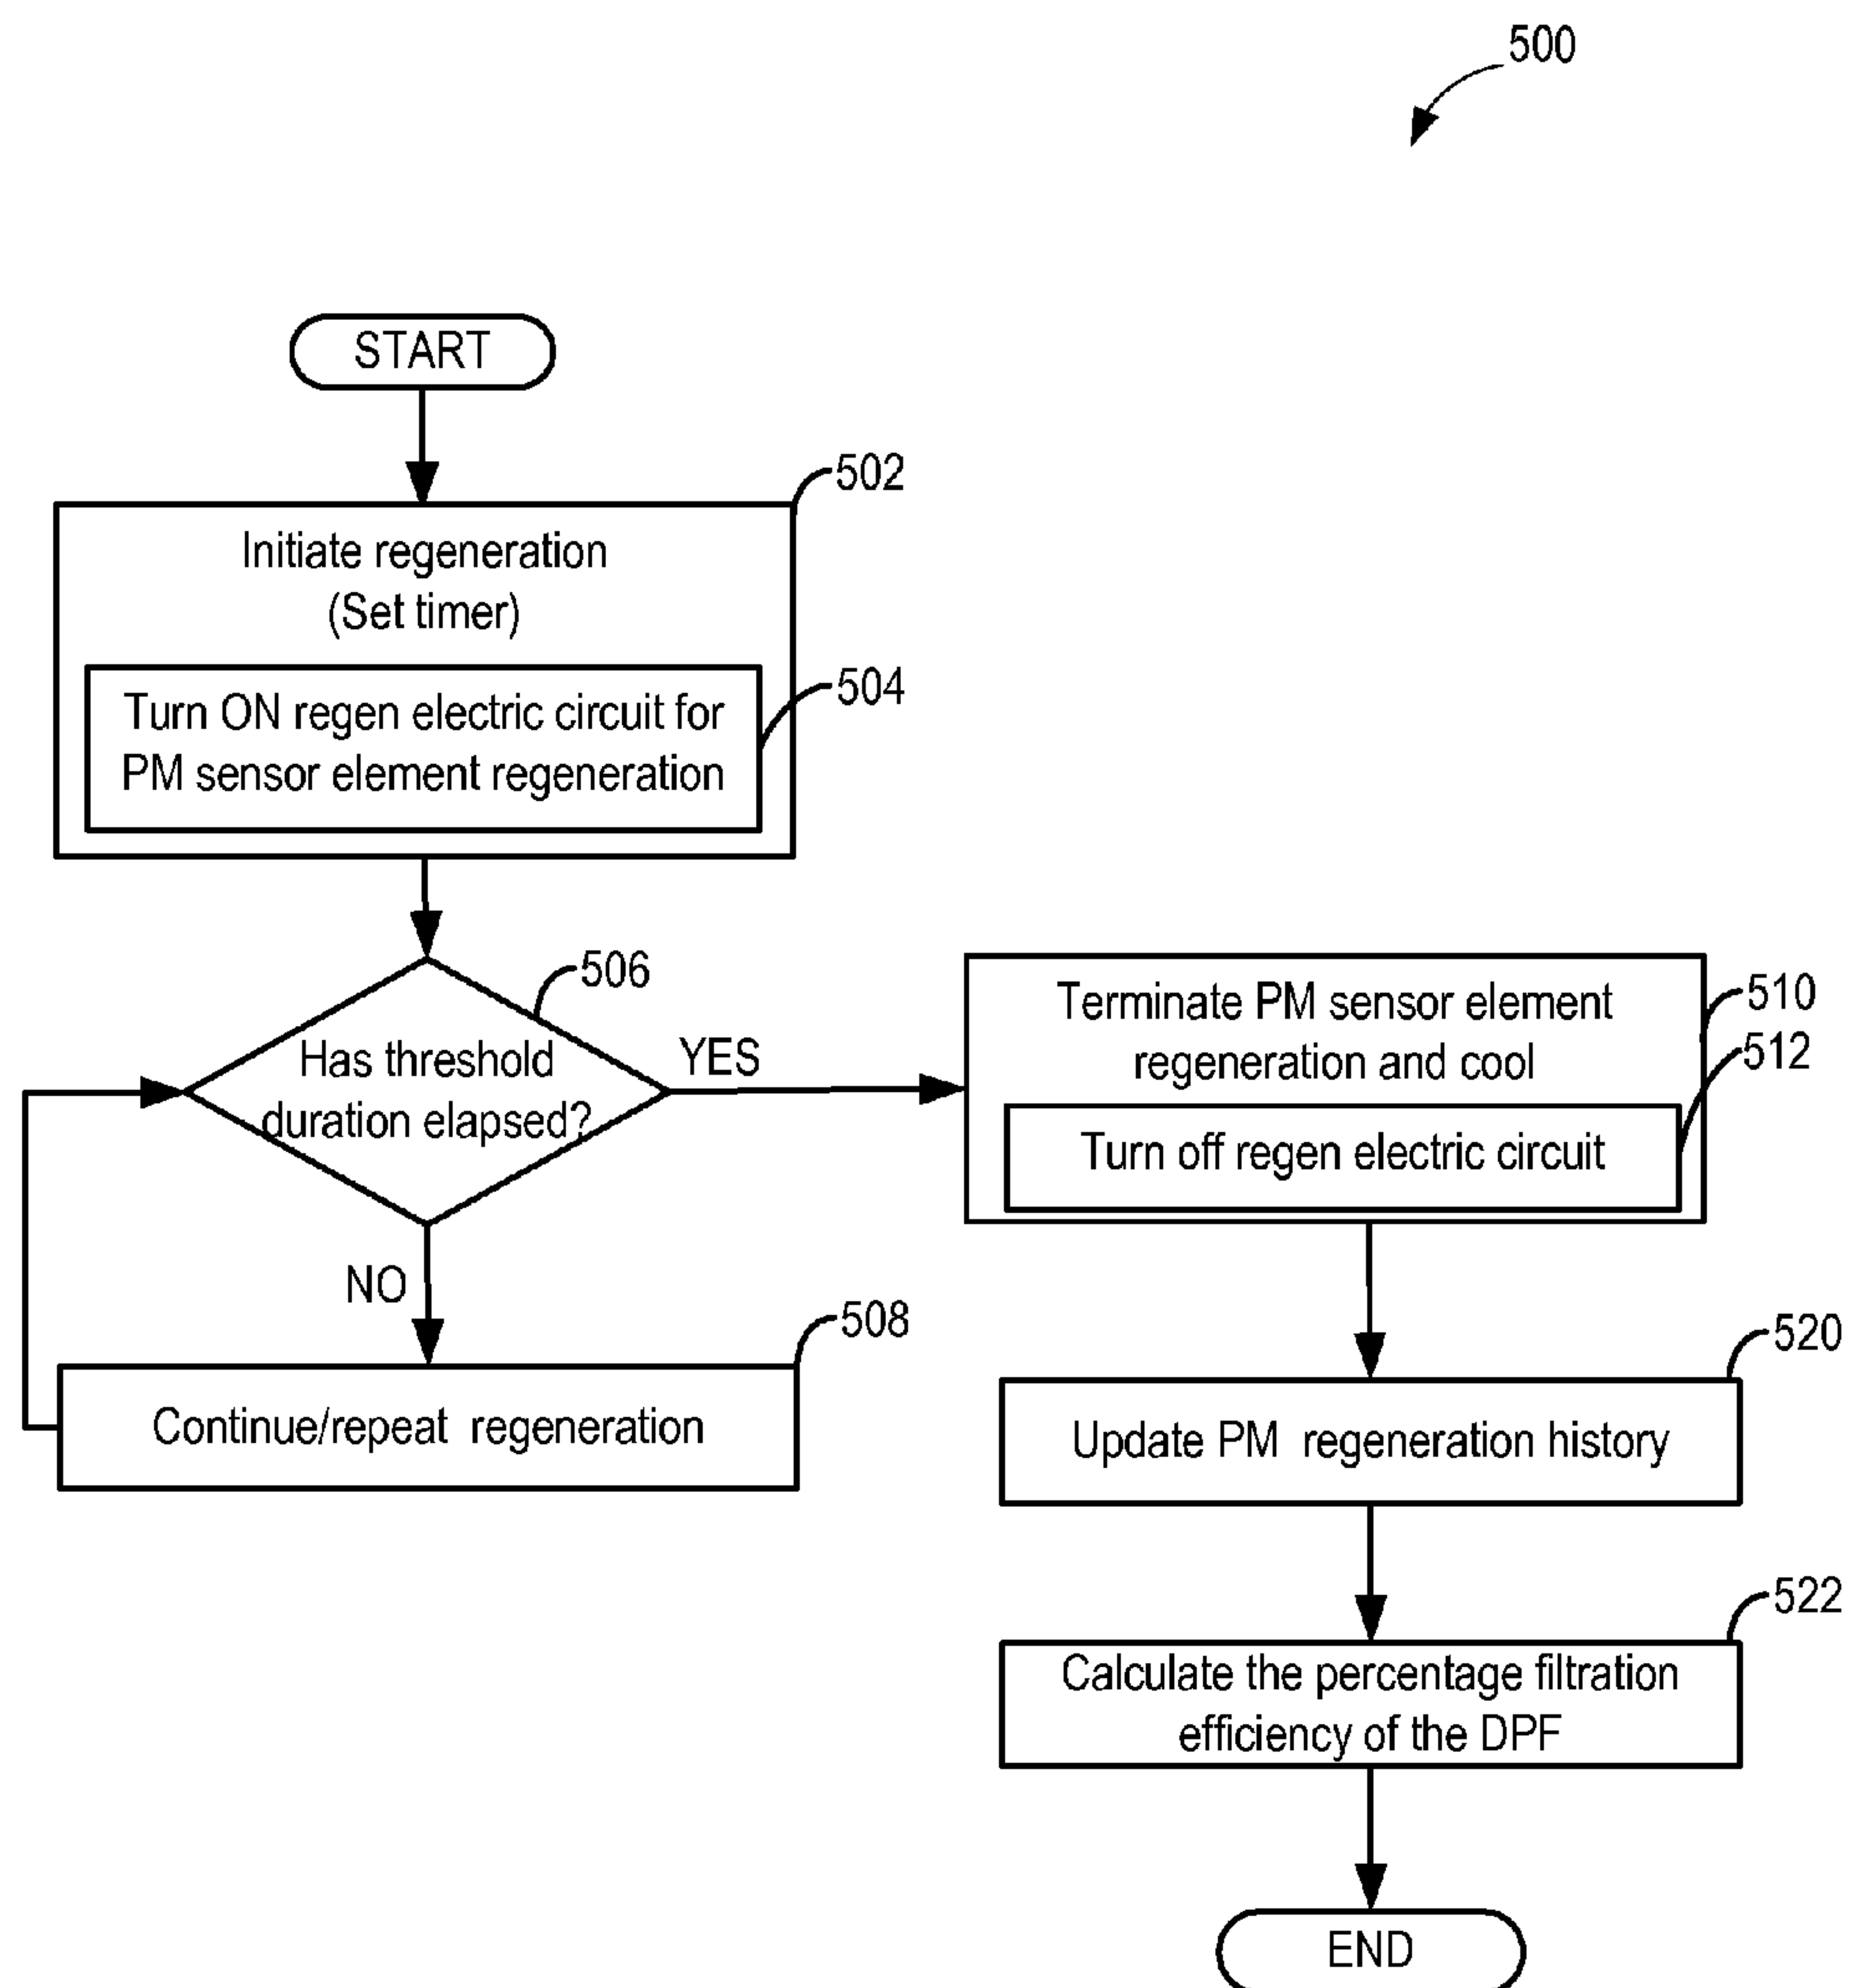 500
START
502
Initiate regeneration
(Set timer)
504
Turn ON regen electric circuit for
PM sensor element regeneration
506
Has threshold
duration elapsed?
YES
NO
508
Continue/repeat regeneration
510
Terminate PM sensor element
regeneration and cool
512
Turn off regen electric circuit
520
Update PM regeneration history
522
Calculate the percentage filtration
efficiency of the DPF
END